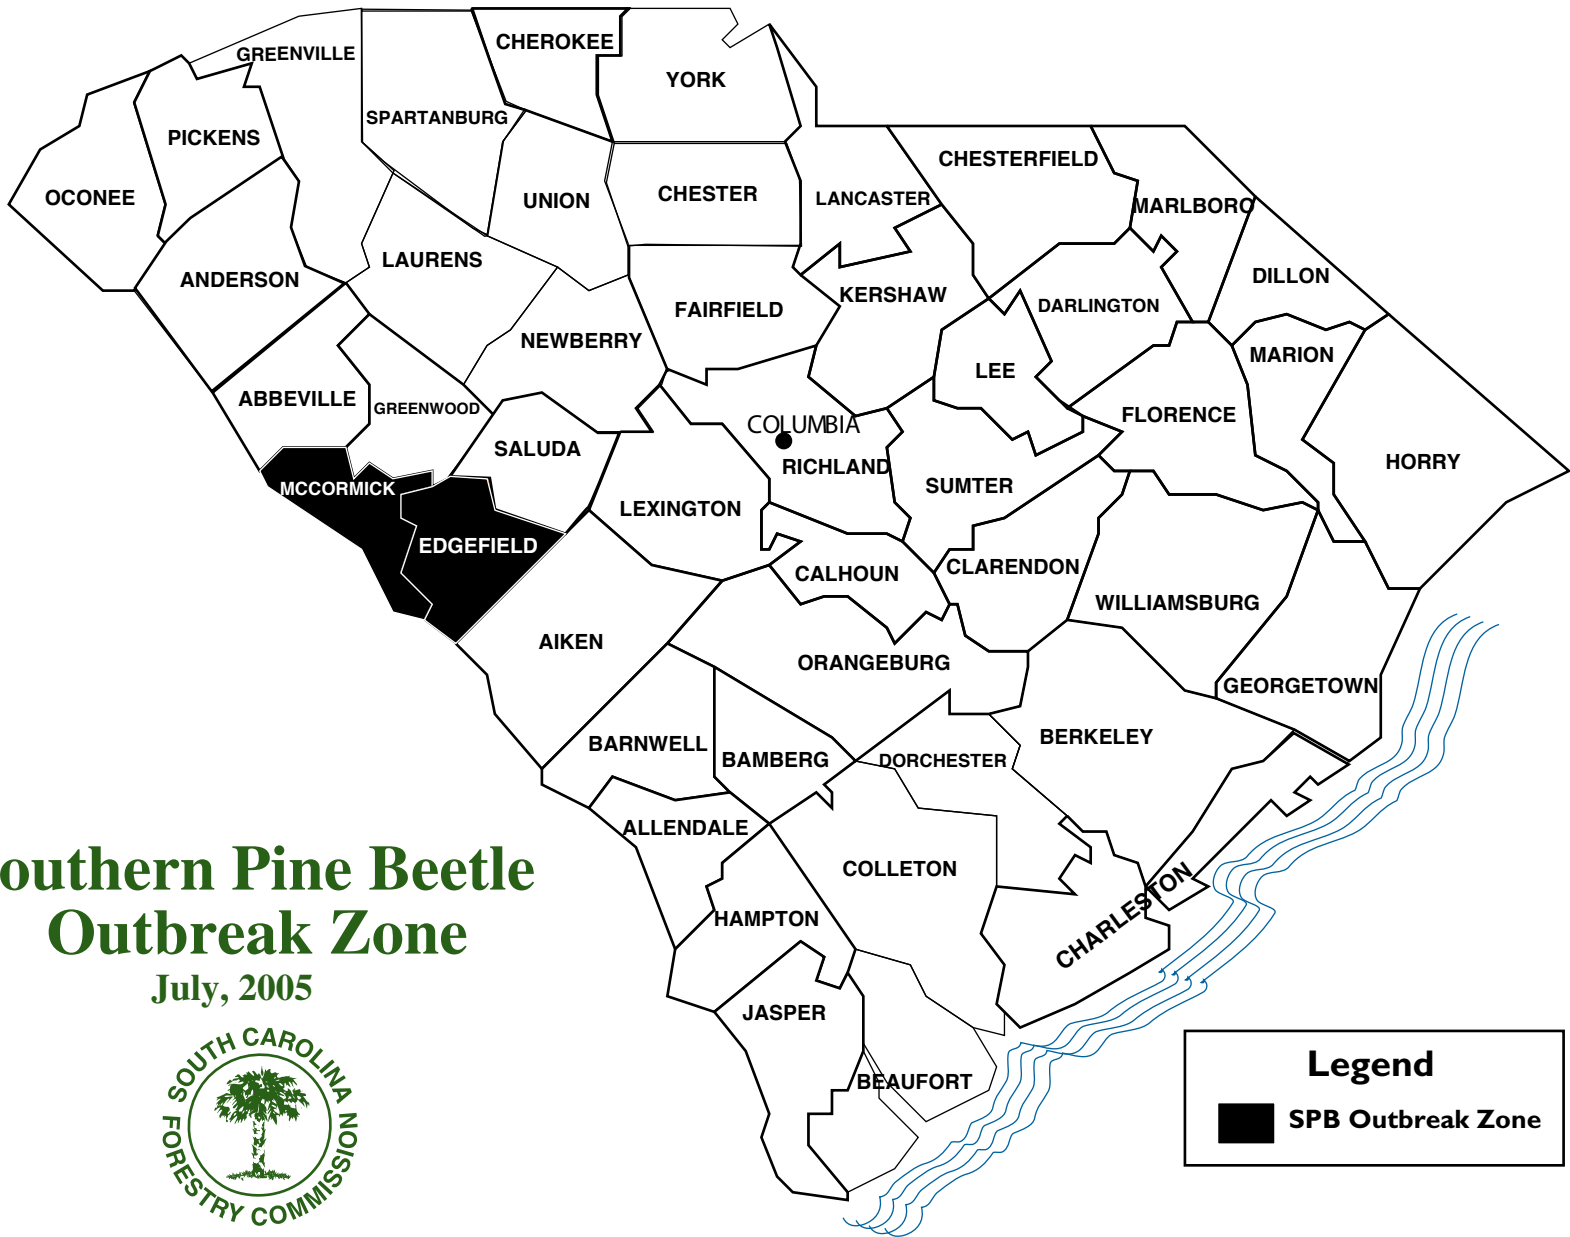 CHEROKEE
GREENVILLE
YORK
SPARTANBURG
PICKENS
CHESTERFIELD
OCONEE
UNION
CHESTER
LANCASTER
MARLBORO
LAURENS
ANDERSON
DILLON
KERSHAW
FAIRFIELD
DARLINGTON
NEWBERRY
MARION
LEE
ABBEVILLE
GREENWOOD
FLORENCE
COLUMBIA
SALUDA
RICHLAND
HORRY
MCCORMICK
SUMTER
LEXINGTON
EDGEFIELD
CALHOUN
CLARENDON
WILLIAMSBURG
AIKEN
ORANGEBURG
GEORGETOWN
BARNWELL
BERKELEY
BAMBERG
DORCHESTER
ALLENDALE
COLLETON
CHARLESTON
HAMPTON
JASPER
BEAUFORT
outhern Pine Beetle
Outbreak Zone
July, 2005
SOUTH CAROLINA
FORESTRY COMMISSION
Legend
SPB Outbreak Zone